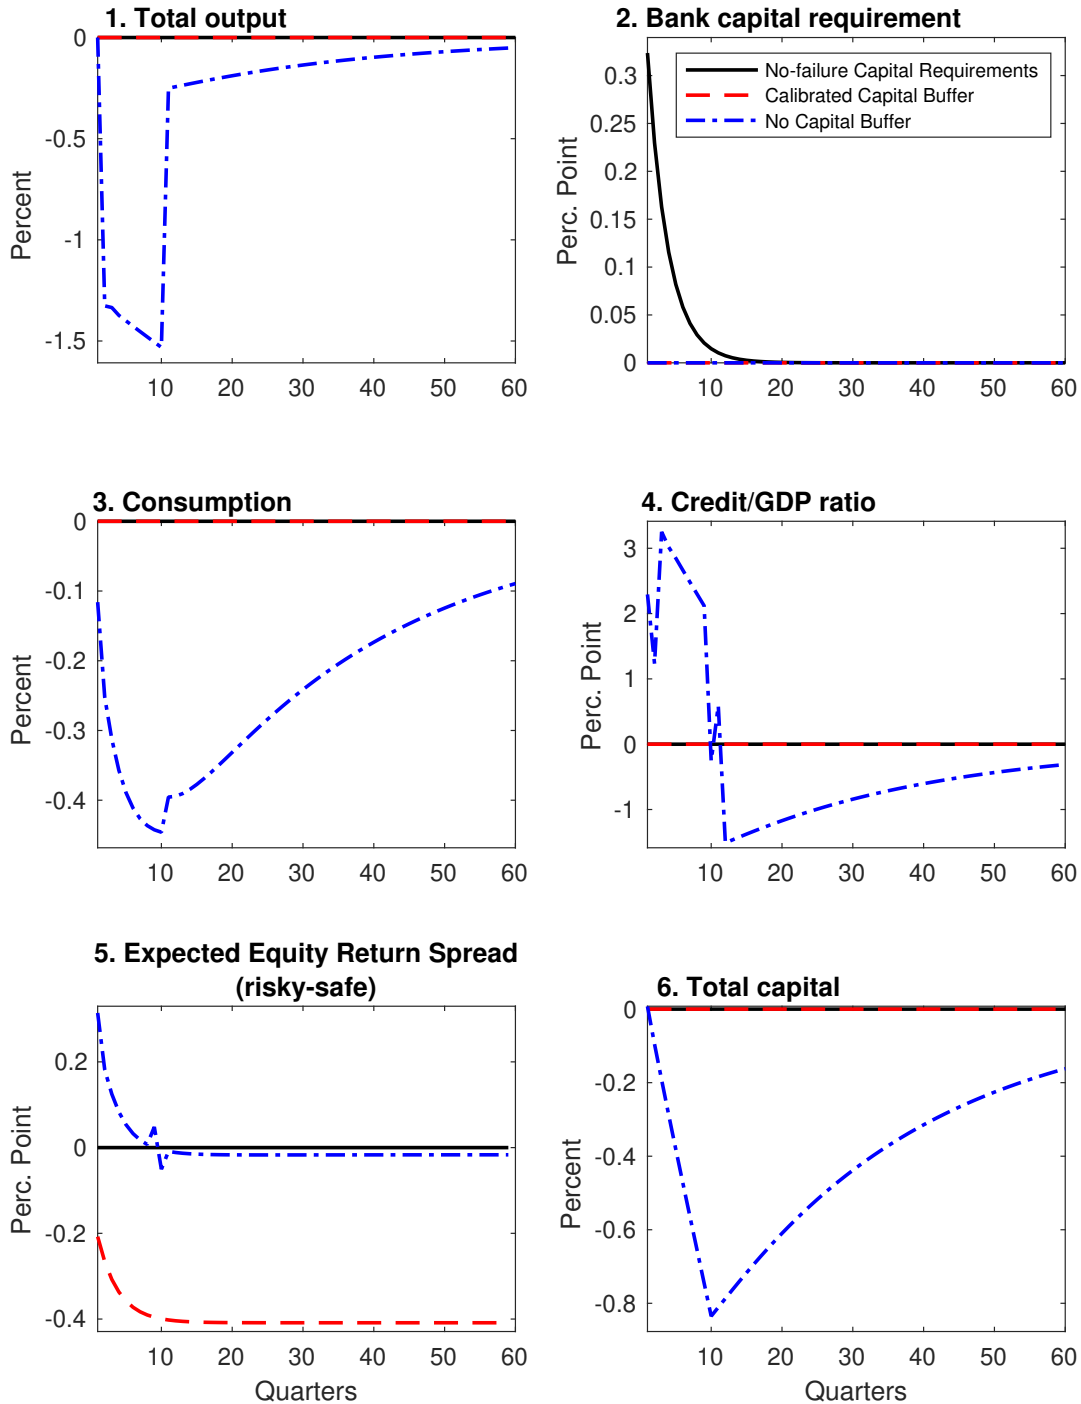 1. Total output
0
-0.5
-1
-1.5
Percent
10 20 30 40 50 60
2. Bank capital requirement
0.3
0.25
0.2
0.15
0.1
0.05
0
Perc. Point
No-failure Capital Requirements
Calibrated Capital Buffer
No Capital Buffer
10 20 30 40 50 60
3. Consumption
0
-0.1
-0.2
-0.3
-0.4
Percent
10 20 30 40 50 60
4. Credit/GDP ratio
3
2
1
0
-1
Perc. Point
10 20 30 40 50 60
5. Expected Equity Return Spread
(risky-safe)
0.2
0
-0.2
-0.4
Perc. Point
10 20 30 40 50 60
Quarters
6. Total capital
0
-0.2
-0.4
-0.6
-0.8
Percent
10 20 30 40 50 60
Quarters